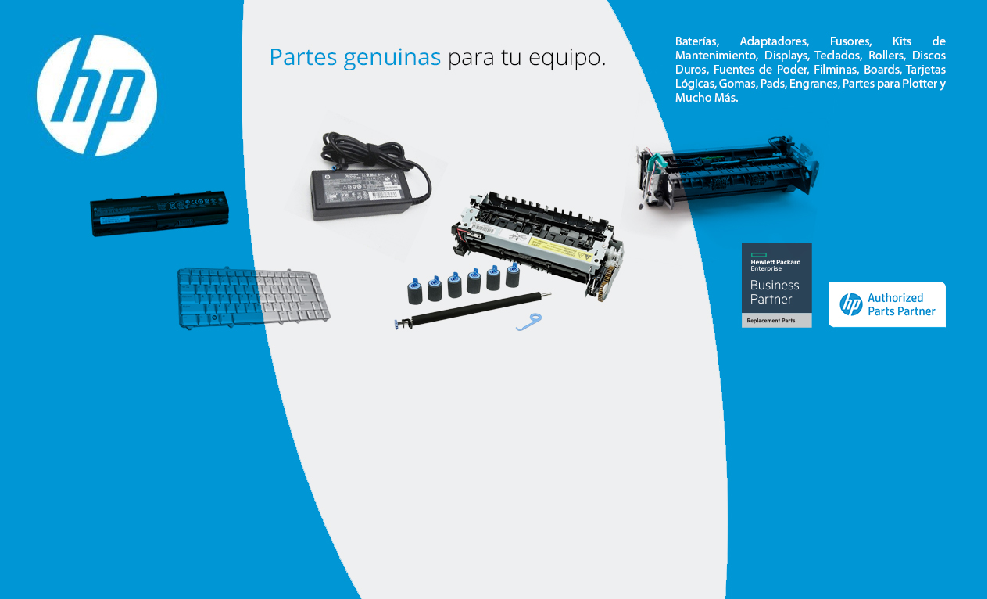 hp
Partes genuinas para tu equipo.
Baterías, Adaptadores, Fusores, Kits de
Mantenimiento, Displays, Teclados, Rollers, Discos
Duros, Fuentes de Poder, Filminas, Boards, Tarjetas
Lógicas, Gomas, Pads, Engranes, Partes para Plotter y
Mucho Más.
Hewlett Packard
Enterprise
Business
Partner
Replacement Parts
hp
Authorized
Parts Partner